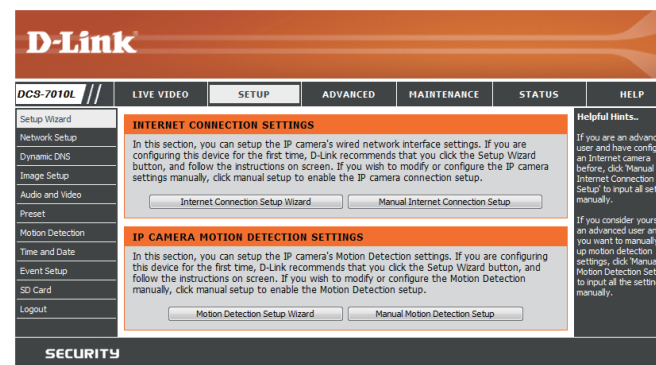 D-Link
DCS-7010L
LIVE VIDEO
SETUP
ADVANCED
MAINTENANCE
STATUS
HELP
Setup Wizard
Network Setup
Dynamic DNS
Image Setup
Audio and Video
Preset
Motion Detection
Time and Date
Event Setup
SD Card
Logout
INTERNET CONNECTION SETTINGS
In this section, you can setup the IP camera's wired network interface settings. If you are
configuring this device for the first time, D-Link recommends that you click the Setup Wizard
button, and follow the instructions on screen. If you wish to modify or configure the IP camera
settings manually, click manual setup to enable the IP camera connection setup.
Internet Connection Setup Wizard
Manual Internet Connection Setup
IP CAMERA MOTION DETECTION SETTINGS
In this section, you can setup the IP camera's Motion Detection settings. If you are configuring
this device for the first time, D-Link recommends that you click the Setup Wizard button, and
follow the instructions on screen. If you wish to modify or configure the Motion Detection
manually, click manual setup to enable the Motion Detection setup.
Motion Detection Setup Wizard
Manual Motion Detection Setup
Helpful Hints..
If you are an
user and have
an Internet camera
before, click 'Manual
Internet Connection
Setup' to input all
manually.
If you consider
an advanced user
you want to manually
up motion detection
settings, click
Motion Detection
to input all the
manually.
SECURITY